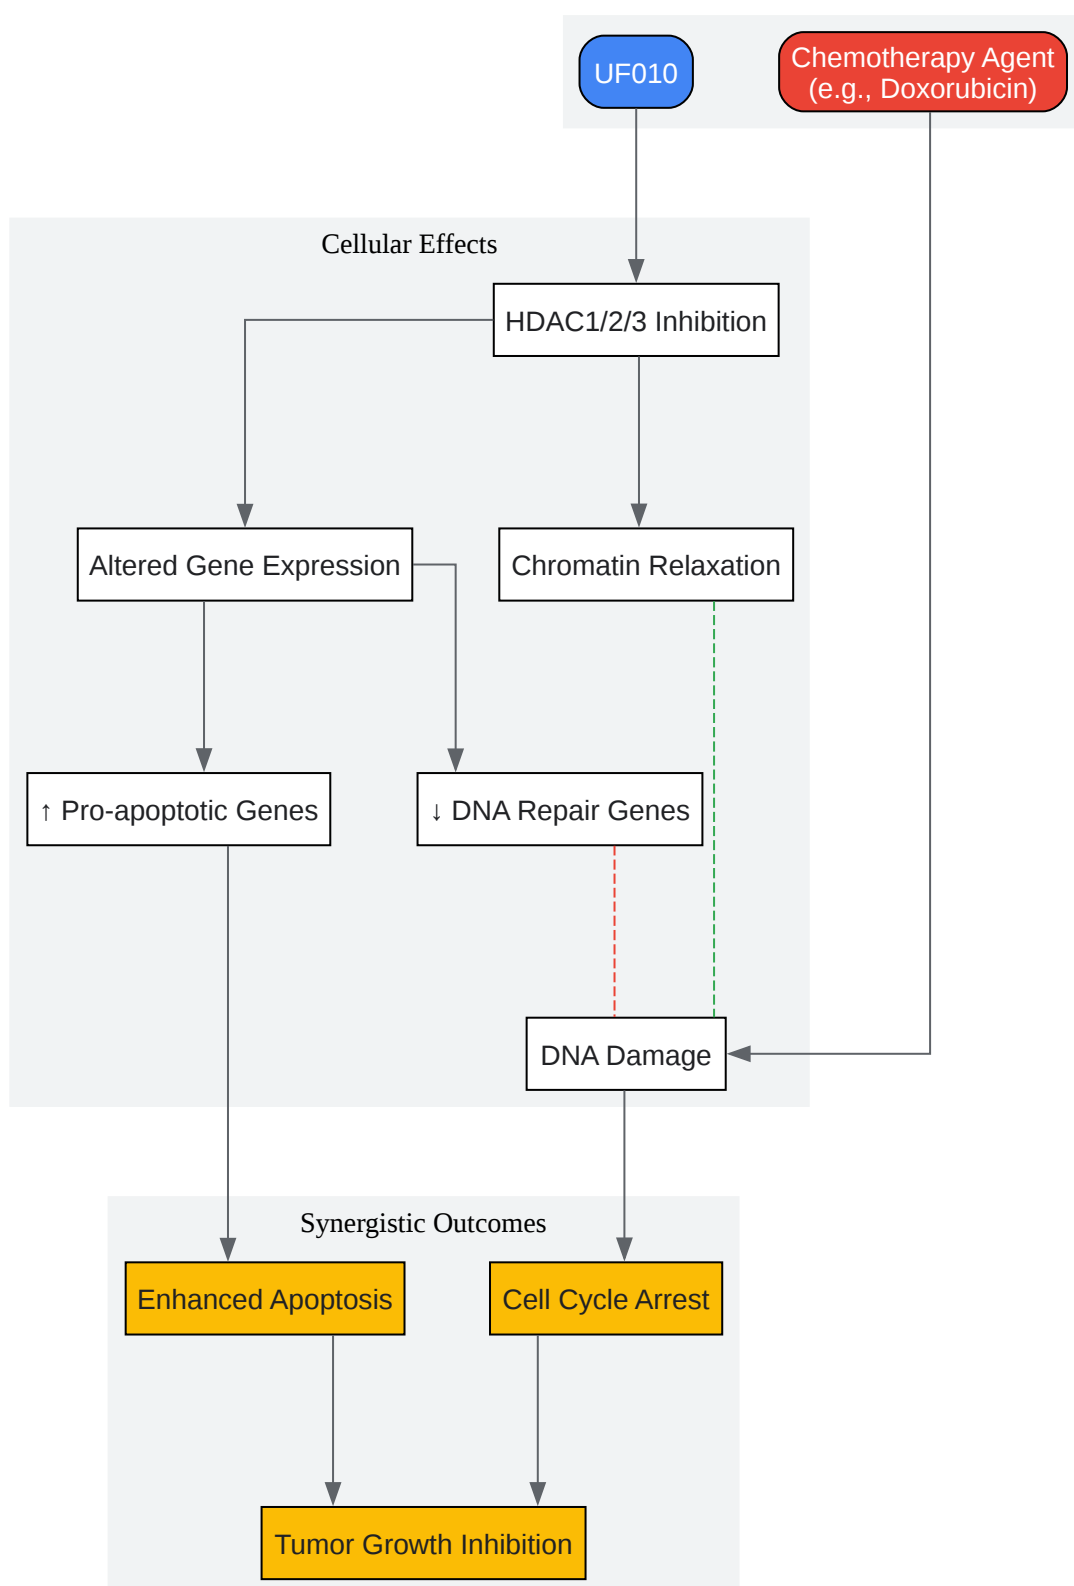 UF010
Chemotherapy Agent
(e.g., Doxorubicin)
Cellular Effects
HDAC1/2/3 Inhibition
Altered Gene Expression
Chromatin Relaxation
↑ Pro-apoptotic Genes
↓ DNA Repair Genes
DNA Damage
Synergistic Outcomes
Enhanced Apoptosis
Cell Cycle Arrest
Tumor Growth Inhibition